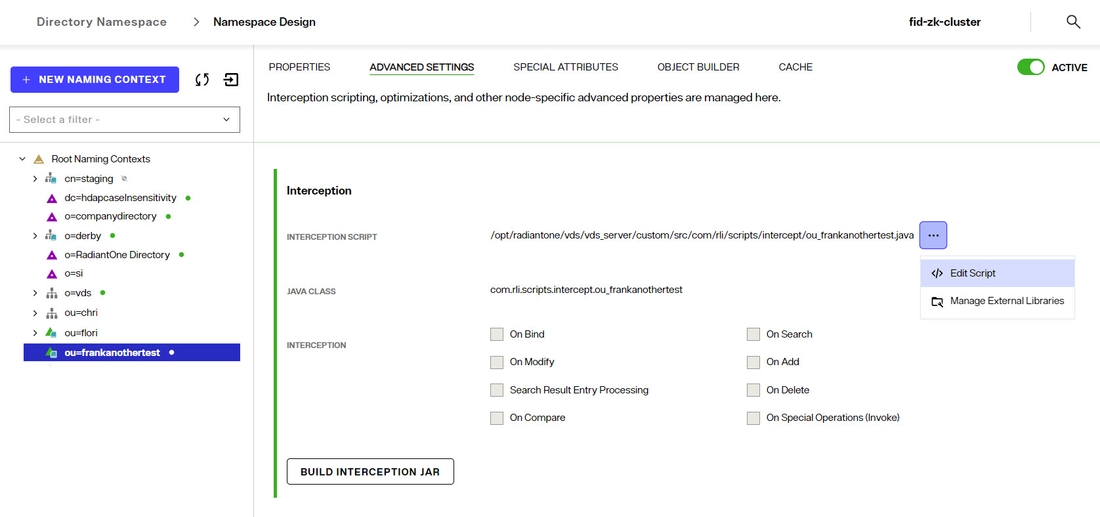 Directory Namespace > Namespace Design fid-zk-cluster
+ NEW NAMING CONTEXT
- Select a filter -
Root Naming Contexts
cn=staging
dc=hdapcaseInsensitivity
o=companydirectory
o=derby
o=RadiantOne Directory
o=si
o=vds
ou=chri
ou=flori
ou=frankanothertest
PROPERTIES ADVANCED SETTINGS SPECIAL ATTRIBUTES OBJECT BUILDER CACHE ACTIVE
Interception scripting, optimizations, and other node-specific advanced properties are managed here.
Interception
INTERCEPTION SCRIPT /opt/radiantone/vds/vds_server/custom/src/com/rli/scripts/intercept/ou_frankanothertest.java ...
</> Edit Script
Manage External Libraries
JAVA CLASS com.rli.scripts.intercept.ou_frankanothertest
INTERCEPTION
On Bind On Search
On Modify On Add
Search Result Entry Processing On Delete
On Compare On Special Operations (Invoke)
BUILD INTERCEPTION JAR